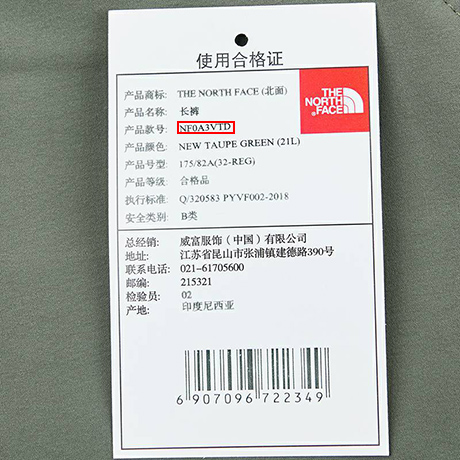 使用合格证
产品商标: THE NORTH FACE (北面)
产品名称: 长裤
产品款号: NF0A3VTD
产品颜色: NEW TAUPE GREEN (21L)
产品号型: 175/82A(32-REG)
产品等级: 合格品
执行标准: Q/320583 PYVF002-2018
安全类别: B类
THE
NORTH
FACE
总经销: 威富服饰（中国）有限公司
地址: 江苏省昆山市张浦镇建德路390号
联系电话: 021-61705600
邮编: 215321
检验员: 02
产地: 印度尼西亚
6 907096 722349